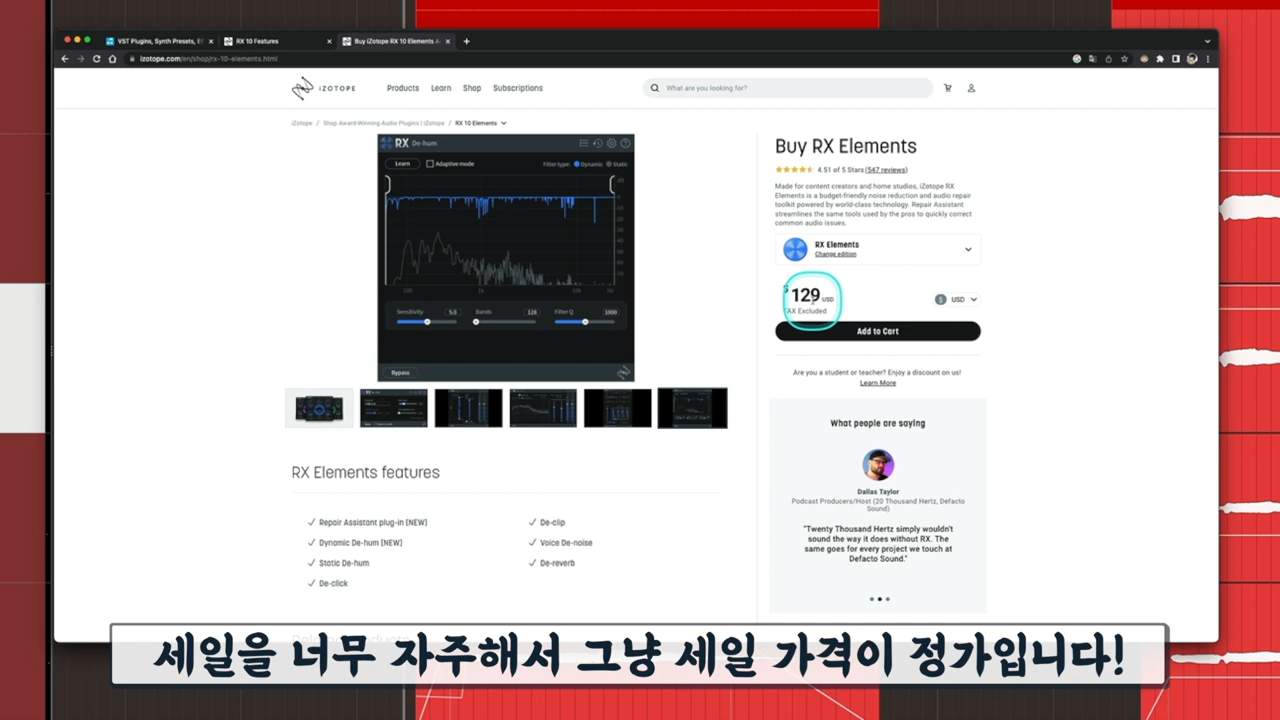 VST Plugins, Synth Presets, Ef
RX 10 Features
Buy iZotope RX 10 Elements A
izotope.com/en/shop/rx-10-elements.html
iZOTOPE
Products
Learn
Shop
Subscriptions
What are you looking for?
iZotope / Shop Award-Winning Audio Plugins | iZotope / RX 10 Elements
RX De-hum
Learn
Adaptive mode
Filter type: Dynamic Static
100
1k
10k
Hz
Sensitivity 5.0
Bands 128
Filter Q 1000
Bypass
Buy RX Elements
4.51 of 5 Stars (547 reviews)
Made for content creators and home studios, iZotope RX
Elements is a budget-friendly noise reduction and audio repair
toolkit powered by world-class technology. Repair Assistant
streamlines the same tools used by the pros to quickly correct
common audio issues.
RX Elements
Change edition
$ 129 USD
TAX Excluded
$ USD
Add to Cart
Are you a student or teacher? Enjoy a discount on us!
Learn More
What people are saying
Dallas Taylor
Podcast Producers/Host (20 Thousand Hertz, Defacto
Sound)
"Twenty Thousand Hertz simply wouldn't
sound the way it does without RX. The
same goes for every project we touch at
Defacto Sound."
RX Elements features
Repair Assistant plug-in [NEW]
Dynamic De-hum [NEW]
Static De-hum
De-click
De-clip
Voice De-noise
De-reverb
세일을 너무 자주해서 그냥 세일 가격이 정가입니다!